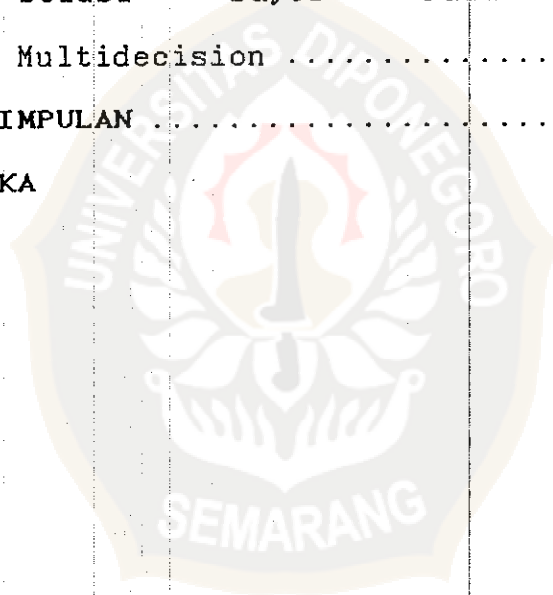 Multidecision ................
IMPULAN ......................
KA
UNIVERSITAS DIPONEGORO
SEMARANG